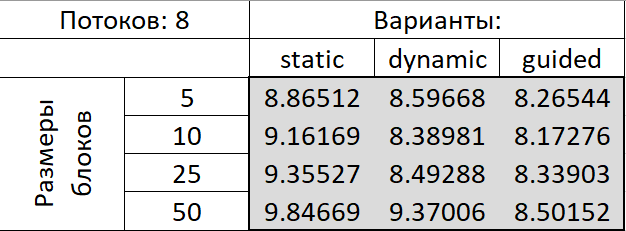 Потоков: 8 Варианты:
static dynamic guided
Размеры блоков
5 8.86512 8.59668 8.26544
10 9.16169 8.38981 8.17276
25 9.35527 8.49288 8.33903
50 9.84669 9.37006 8.50152